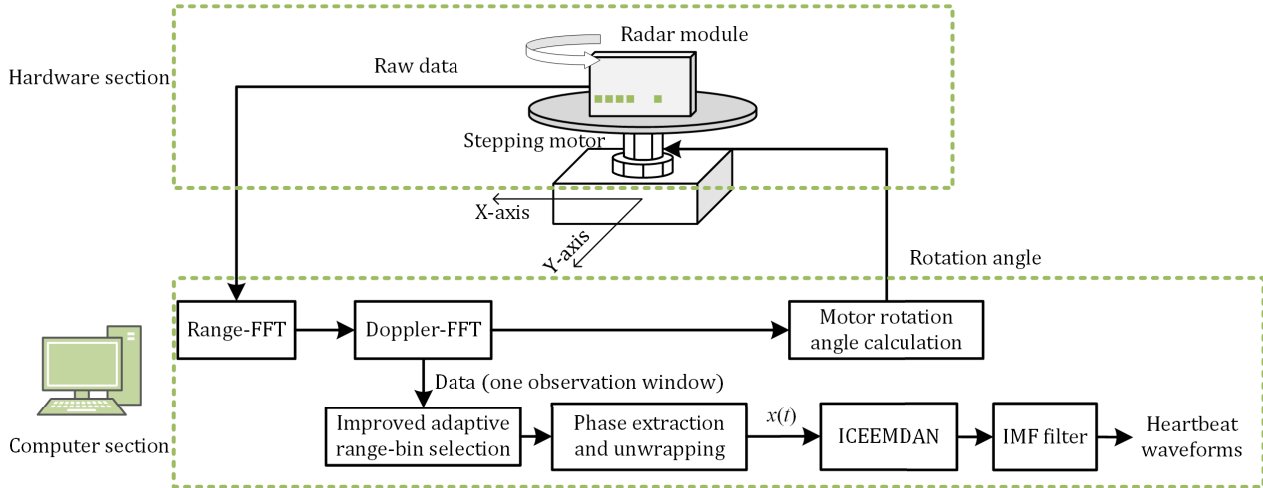 Radar module
Hardware section
Raw data
Stepping motor
X-axis
Y-axis
Rotation angle
Range-FFT
Doppler-FFT
Motor rotation
angle calculation
Data (one observation window)
Improved adaptive
range-bin selection
Phase extraction
and unwrapping
x(t)
ICEEMDAN
IMF filter
Heartbeat
waveforms
Computer section